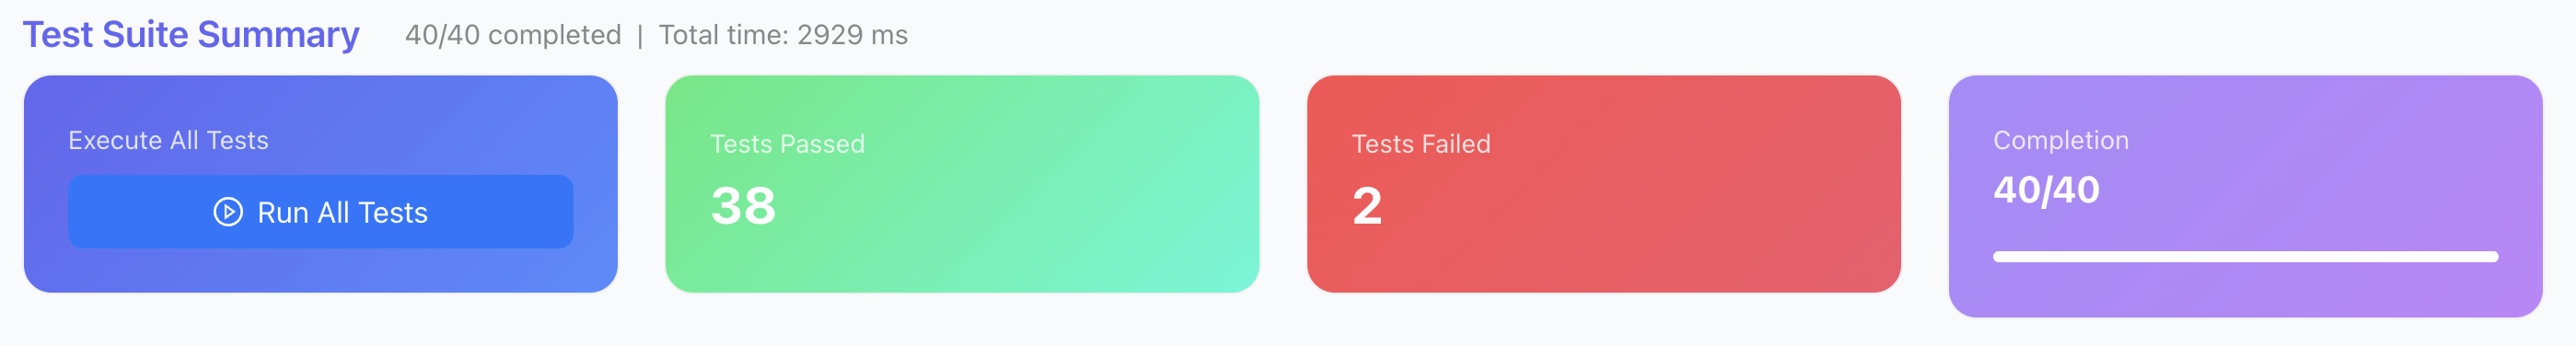 Test Suite Summary 40/40 completed | Total time: 2929 ms
Execute All Tests
Run All Tests
Tests Passed
38
Tests Failed
2
Completion
40/40